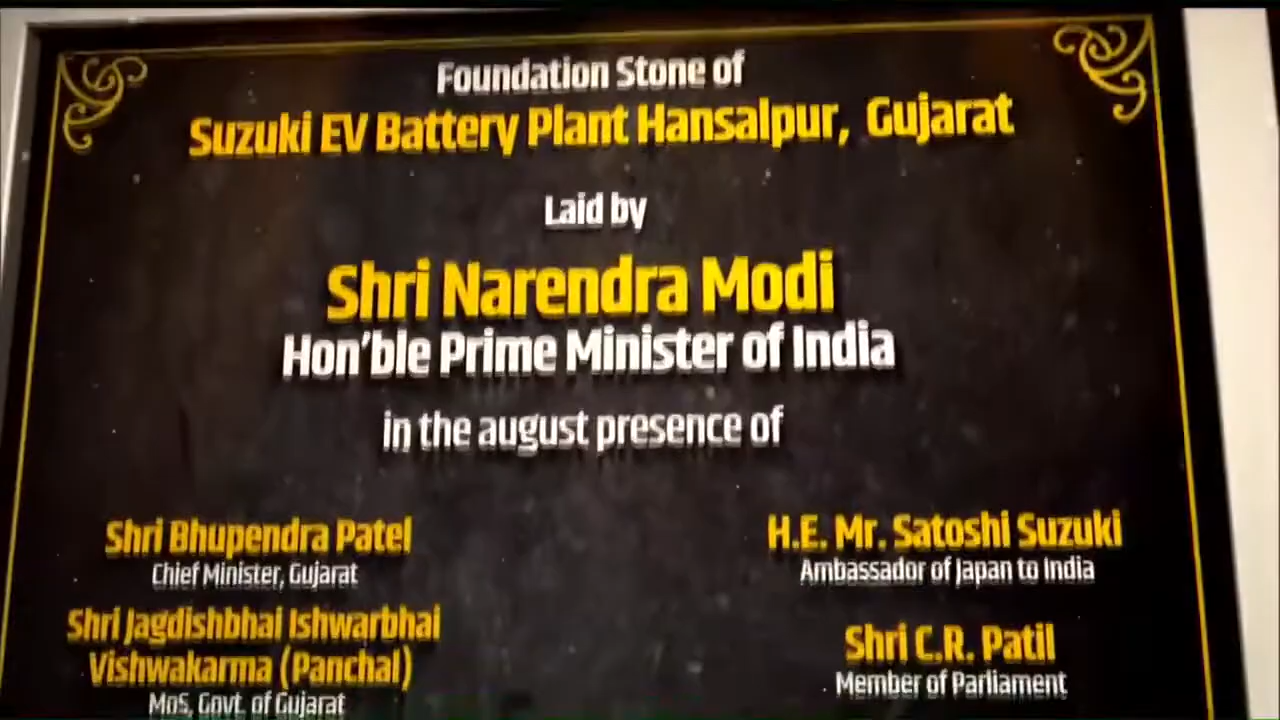 Foundation Stone of
Suzuki EV Battery Plant Hansalpur, Gujarat
Laid by
Shri Narendra Modi
Hon'ble Prime Minister of India
in the august presence of
Shri Bhupendra Patel
Chief Minister, Gujarat
H.E. Mr. Satoshi Suzuki
Ambassador of Japan to India
Shri Jagdishbhai Ishwarbhai
Vishwakarma (Panchal)
MoS, Govt. of Gujarat
Shri C.R. Patil
Member of Parliament